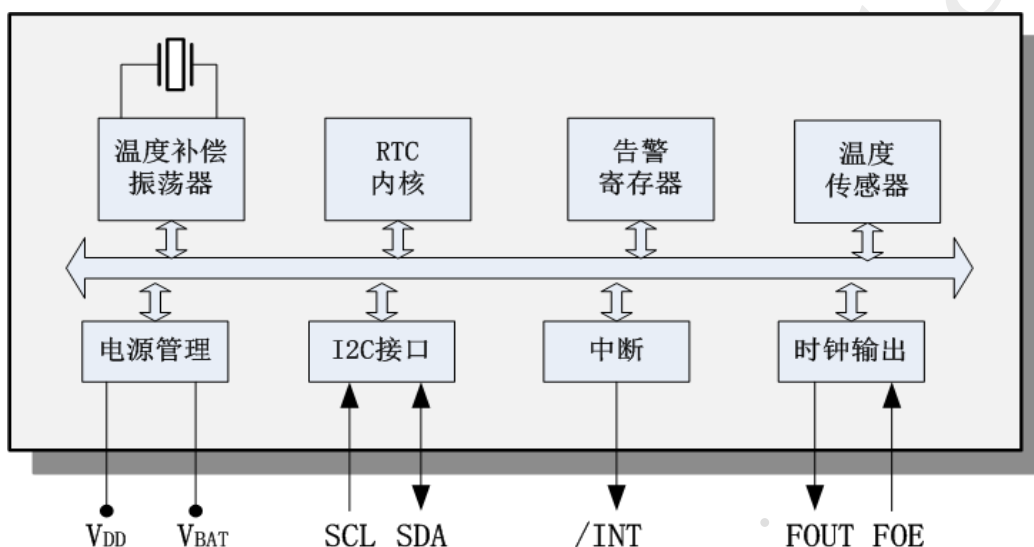 温度补偿
振荡器
RTC
内核
告警
寄存器
温度
传感器
电源管理
I2C接口
中断
时钟输出
VDD
VBAT
SCL
SDA
/INT
FOUT
FOE